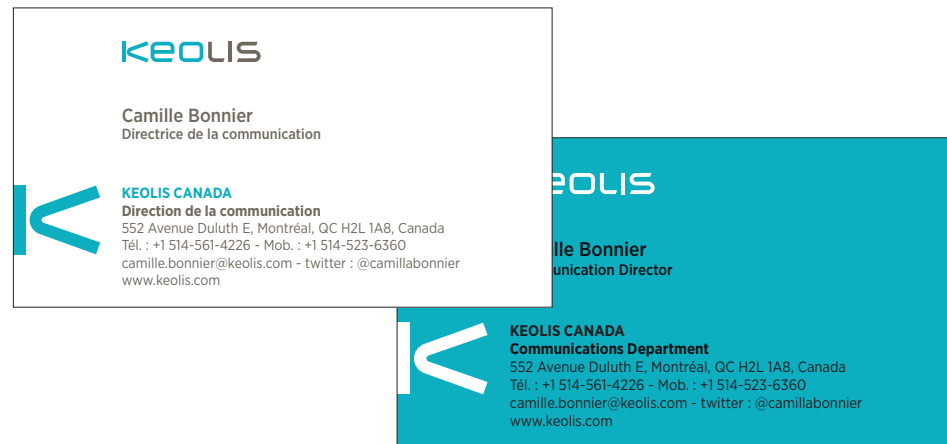 KEOLIS
Camille Bonnier
Directrice de la communication
KEOLIS CANADA
Direction de la communication
552 Avenue Duluth E, Montréal, QC H2L 1A8, Canada
Tél. : +1 514-561-4226 - Mob. : +1 514-523-6360
camille.bonnier@keolis.com - twitter : @camillabonnier
www.keolis.com
eOLIS
lle Bonnier
unication Director
KEOLIS CANADA
Communications Department
552 Avenue Duluth E, Montréal, QC H2L 1A8, Canada
Tél. : +1 514-561-4226 - Mob. : +1 514-523-6360
camille.bonnier@keolis.com - twitter : @camillabonnier
www.keolis.com